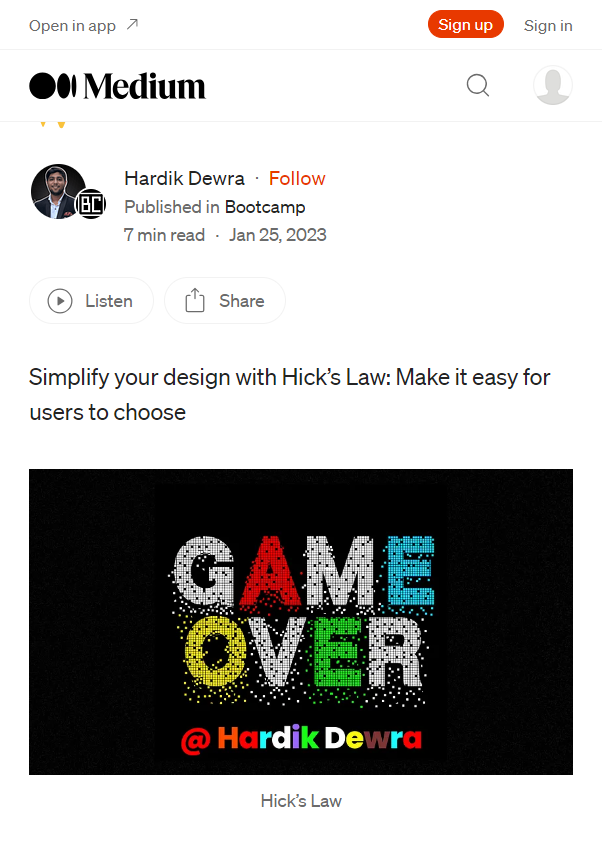 Open in app
Sign up
Sign in
Medium
Hardik Dewra · Follow
BC
Published in Bootcamp
7 min read · Jan 25, 2023
Listen
Share
Simplify your design with Hick’s Law: Make it easy for
users to choose
GAME
OVER
@ Hardik Dewra
Hick’s Law